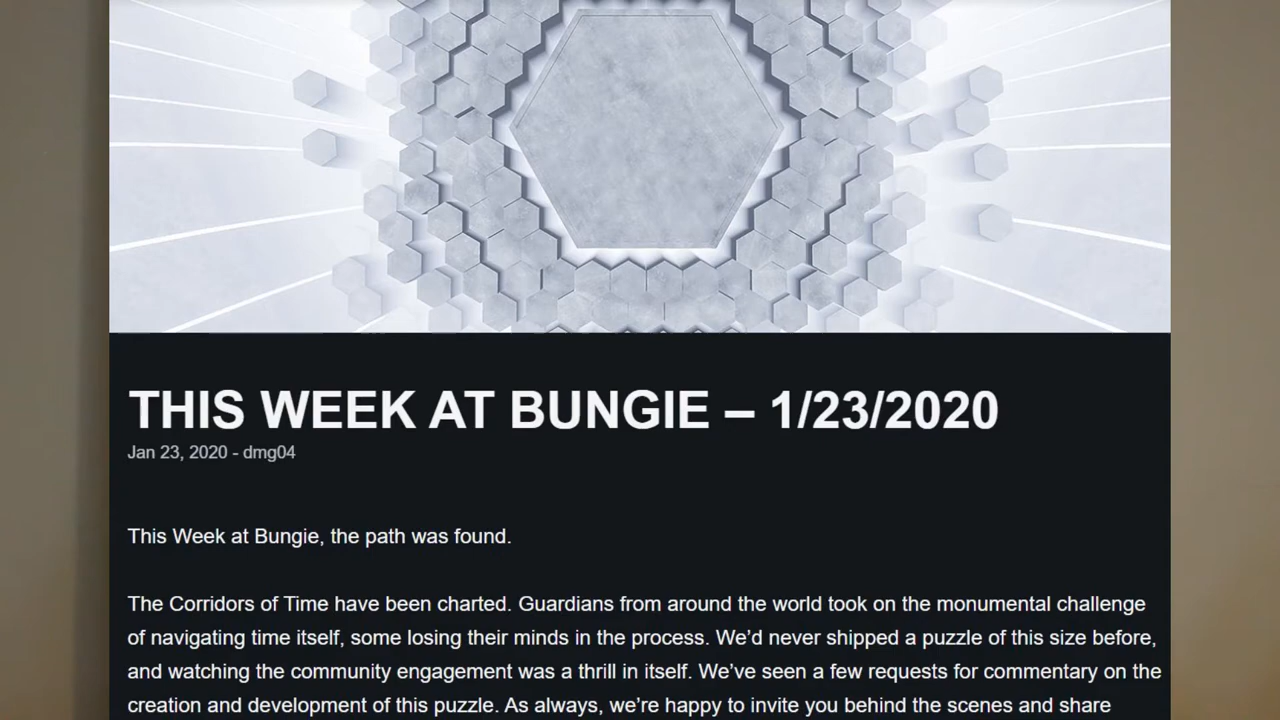 THIS WEEK AT BUNGIE – 1/23/2020
Jan 23, 2020 - dmg04
This Week at Bungie, the path was found.
The Corridors of Time have been charted. Guardians from around the world took on the monumental challenge
of navigating time itself, some losing their minds in the process. We’d never shipped a puzzle of this size before,
and watching the community engagement was a thrill in itself. We’ve seen a few requests for commentary on the
creation and development of this puzzle. As always, we’re happy to invite you behind the scenes and share